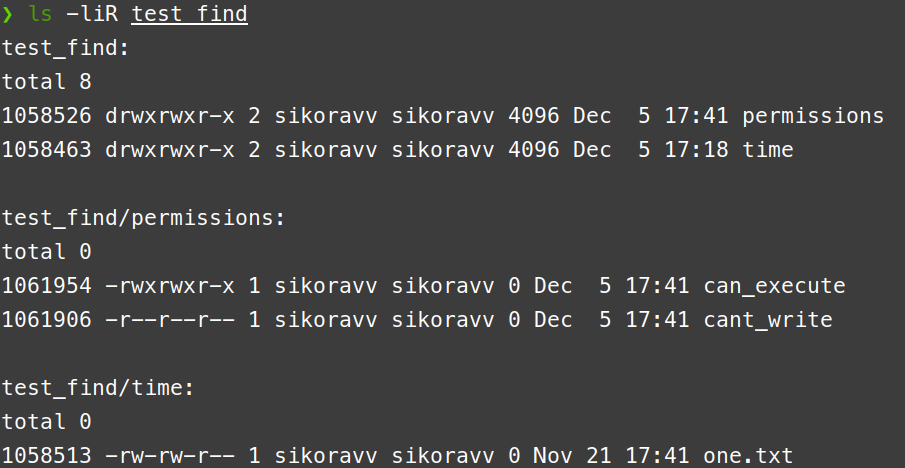 ❯ ls -liR test_find
test_find:
total 8
1058526 drwxrwxr-x 2 sikoravv sikoravv 4096 Dec  5 17:41 permissions
1058463 drwxrwxr-x 2 sikoravv sikoravv 4096 Dec  5 17:18 time

test_find/permissions:
total 0
1061954 -rwxrwxr-x 1 sikoravv sikoravv 0 Dec  5 17:41 can_execute
1061906 -r--r--r-- 1 sikoravv sikoravv 0 Dec  5 17:41 cant_write

test_find/time:
total 0
1058513 -rw-rw-r-- 1 sikoravv sikoravv 0 Nov 21 17:41 one.txt